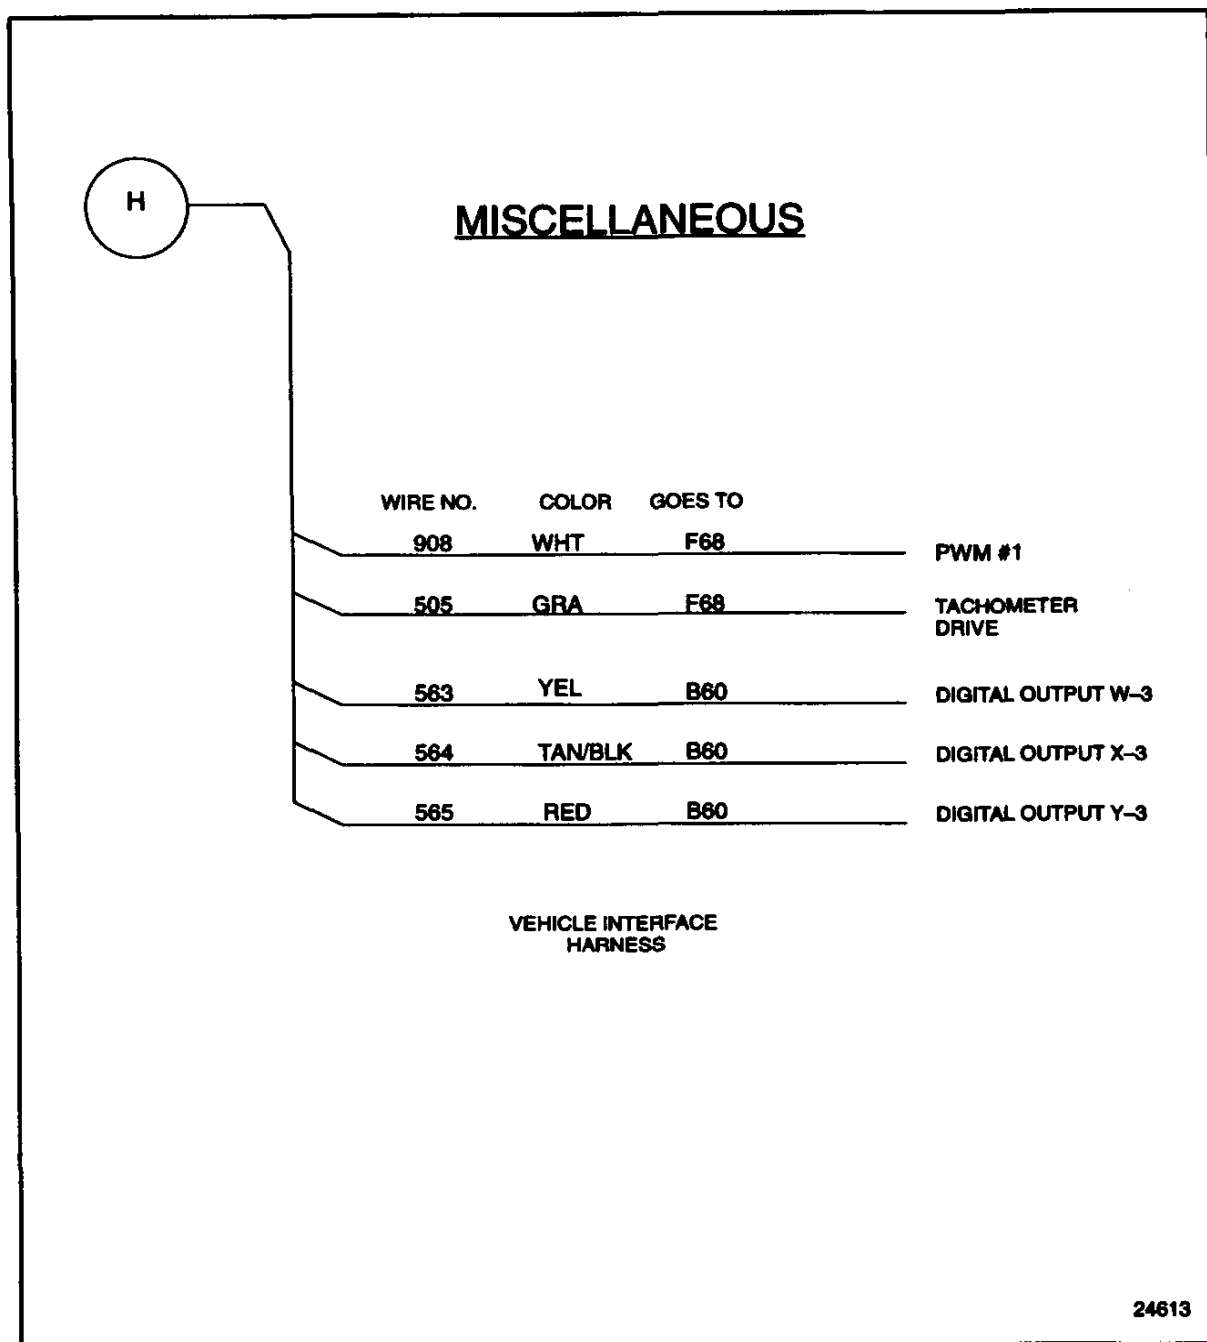 H
MISCELLANEOUS
WIRE NO. COLOR GOES TO
908 WHT F68 PWM #1
505 GRA F68 TACHOMETER
DRIVE
563 YEL B60 DIGITAL OUTPUT W–3
564 TAN/BLK B60 DIGITAL OUTPUT X–3
565 RED B60 DIGITAL OUTPUT Y–3
VEHICLE INTERFACE
HARNESS
24613